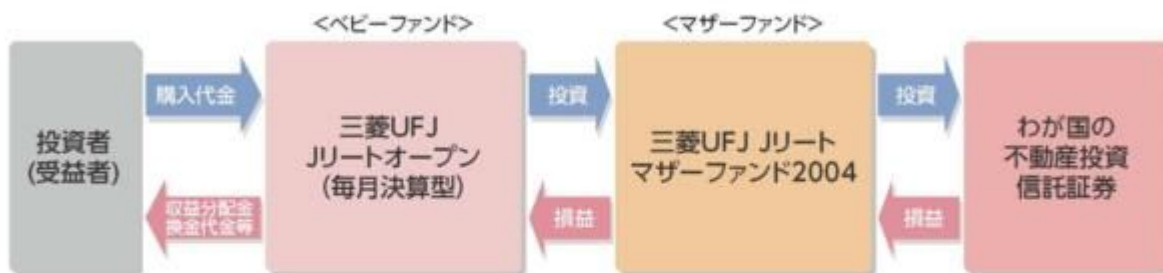 <ベビーファンド>
<マザーファンド>
投資者
(受益者)
購入代金
収益分配金
換金代金等
三菱UFJ
Jリートオープン
(毎月決算型)
投資
損益
三菱UFJ Jリート
マザーファンド2004
投資
損益
わが国の
不動産投資
信託証券